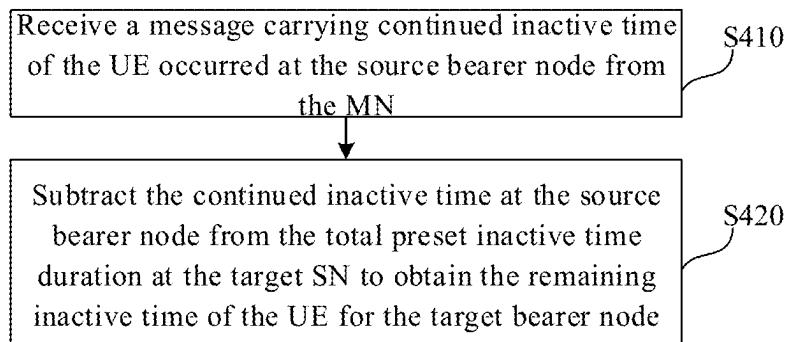 Receive a message carrying continued inactive time
of the UE occurred at the source bearer node from
the MN
S410
Subtract the continued inactive time at the source
bearer node from the total preset inactive time
duration at the target SN to obtain the remaining
inactive time of the UE for the target bearer node
S420